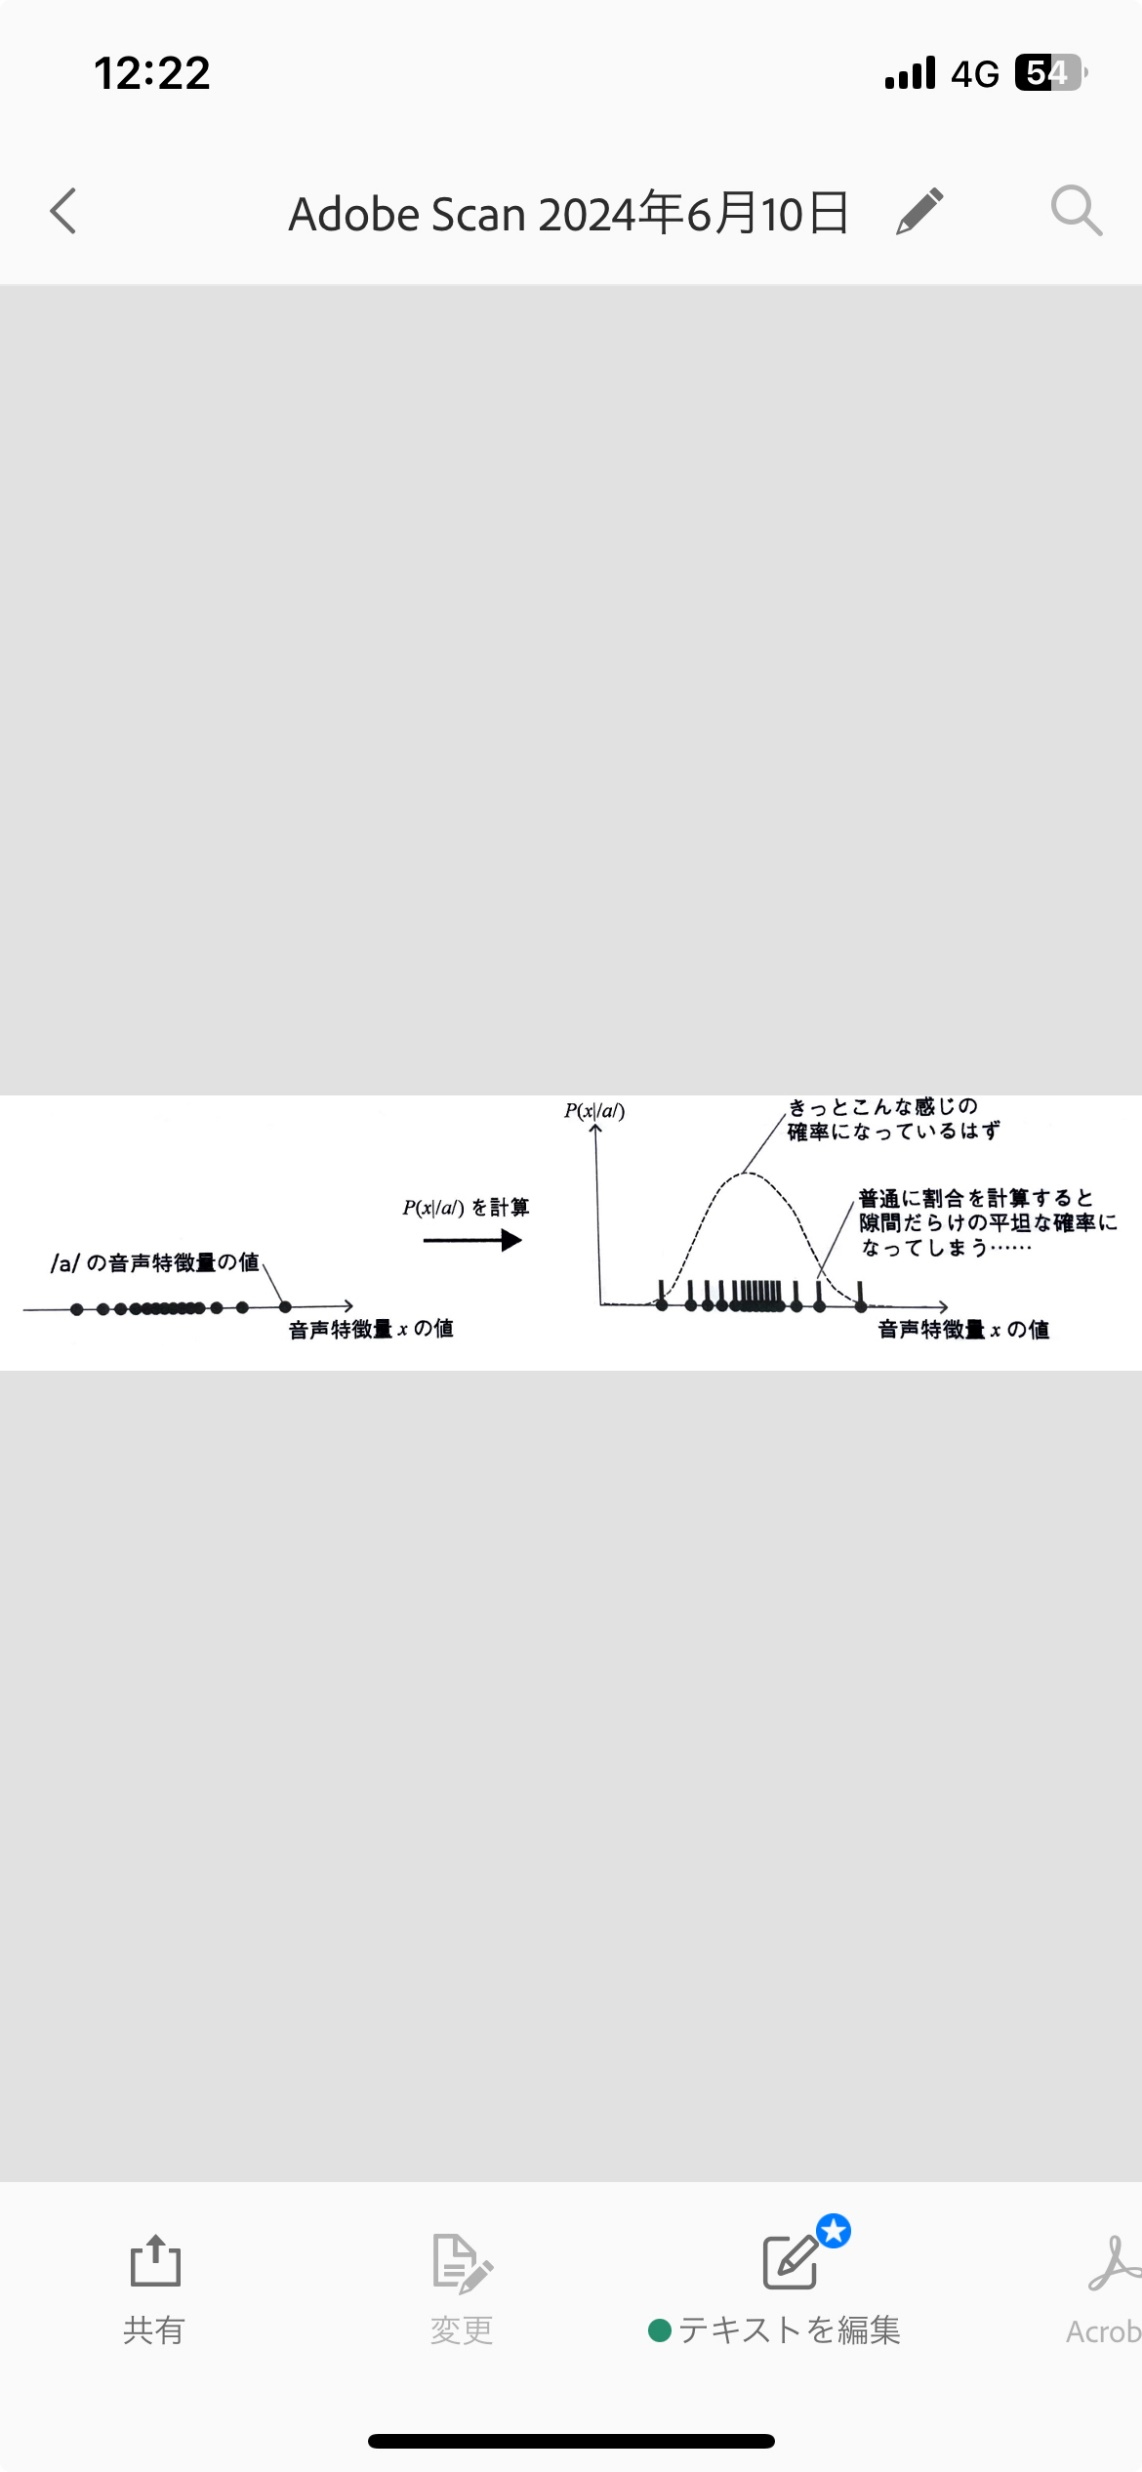 12:22
4G 54
Adobe Scan 2024年6月10日
P(x|/a/)
きっとこんな感じの
確率になっているはず
P(x|/a/) を計算
普通に割合を計算すると
隙間だらけの平坦な確率に
なってしまう……
/a/ の音声特徴量の値
音声特徴量 x の値
音声特徴量 x の値
共有
変更
テキストを編集
Acrob